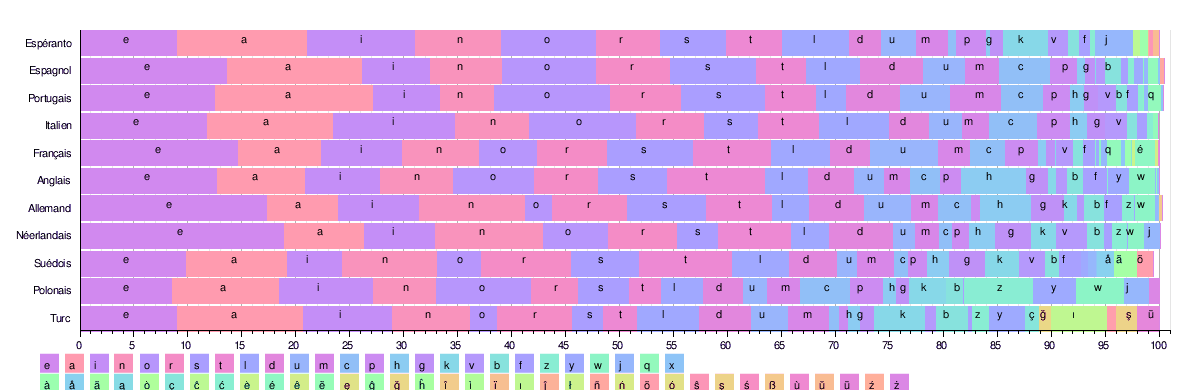 Espéranto e a i n o r s t l d u m p g k v f j
Espagnol e a i n o r s t l d u m c p g b
Portugais e a i n o r s t l d u m c p h g v b f q
Italien e a i n o r s t l d u m c p h g v
Français e a i n o r s t l d u m c p v f q é
Anglais e a i n o r s t l d u m c p h g b f y w
Allemand e a i n o r s t l d u m c h g k b f z w
Néerlandais e a i n o r s t l d u m c p h g k v b z w j
Suédois e a i n o r s t l d u m c p h g k v b f å ä ö
Polonais e a i n o r s t l d u m c p h g k b z y w j
Turc e a i n o r s t l d u m h g k b z y ç ğ ı ş ü
0 5 10 15 20 25 30 35 40 45 50 55 60 65 70 75 80 85 90 95 100
e a i n o r s t l d u m c p h g k v b f z y w j q x